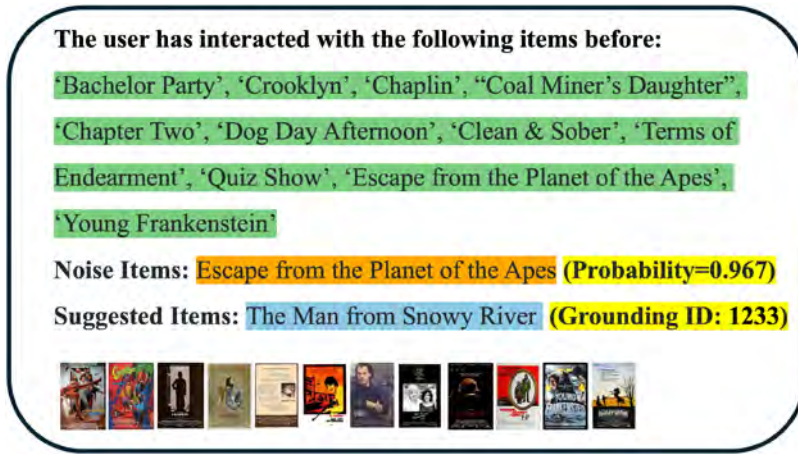 The user has interacted with the following items before:
‘Bachelor Party’, ‘Crooklyn’, ‘Chaplin’, “Coal Miner’s Daughter”,
‘Chapter Two’, ‘Dog Day Afternoon’, ‘Clean & Sober’, ‘Terms of
Endearment’, ‘Quiz Show’, ‘Escape from the Planet of the Apes’,
‘Young Frankenstein’
Noise Items: Escape from the Planet of the Apes (Probability=0.967)
Suggested Items: The Man from Snowy River (Grounding ID: 1233)